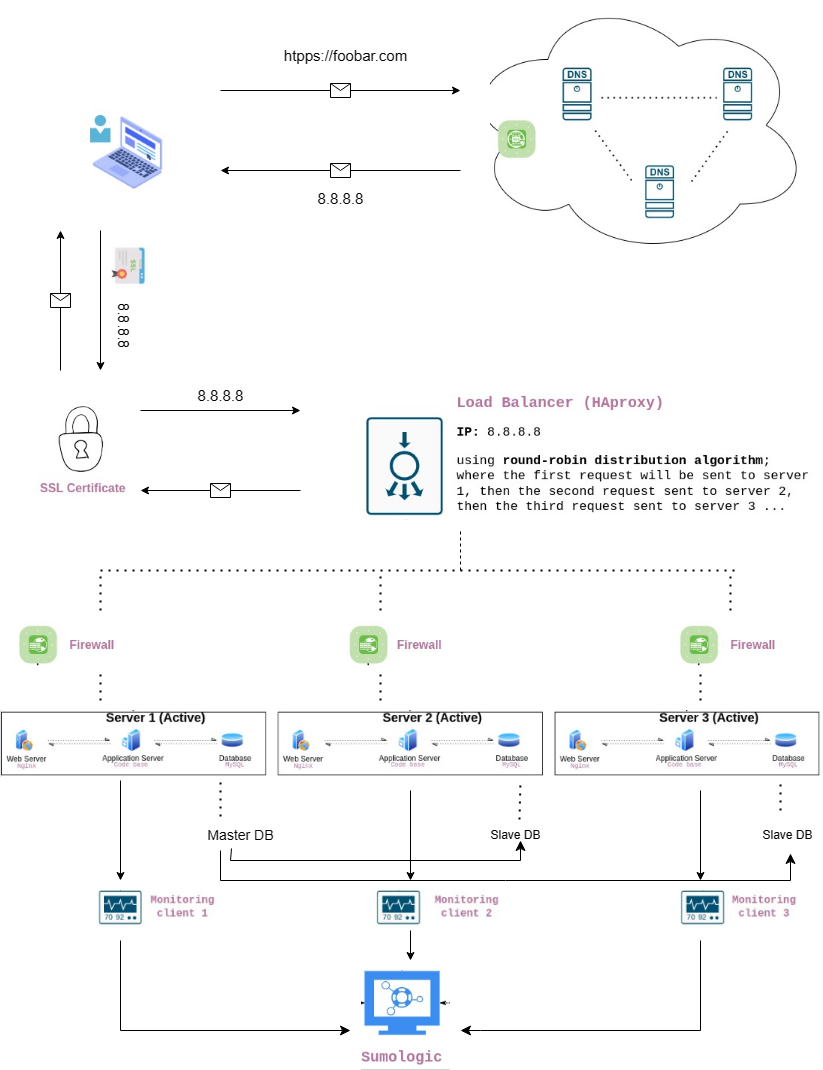 htpps://foobar.com
DNS
DNS
DNS
8.8.8.8
SSL
8.8.8.8
8.8.8.8
SSL Certificate
Load Balancer (HAproxy)
IP: 8.8.8.8
using round-robin distribution algorithm;
where the first request will be sent to server
1, then the second request sent to server 2,
then the third request sent to server 3 ...
Firewall
Firewall
Firewall
Server 1 (Active)
Web Server
Nginx
Application Server
Code base
Database
MySQL
Server 2 (Active)
Web Server
Nginx
Application Server
Code base
Database
MySQL
Server 3 (Active)
Web Server
Nginx
Application Server
Code base
Database
MySQL
Master DB
Slave DB
Slave DB
70 92
Monitoring
client 1
70 92
Monitoring
client 2
70 92
Monitoring
client 3
Sumologic